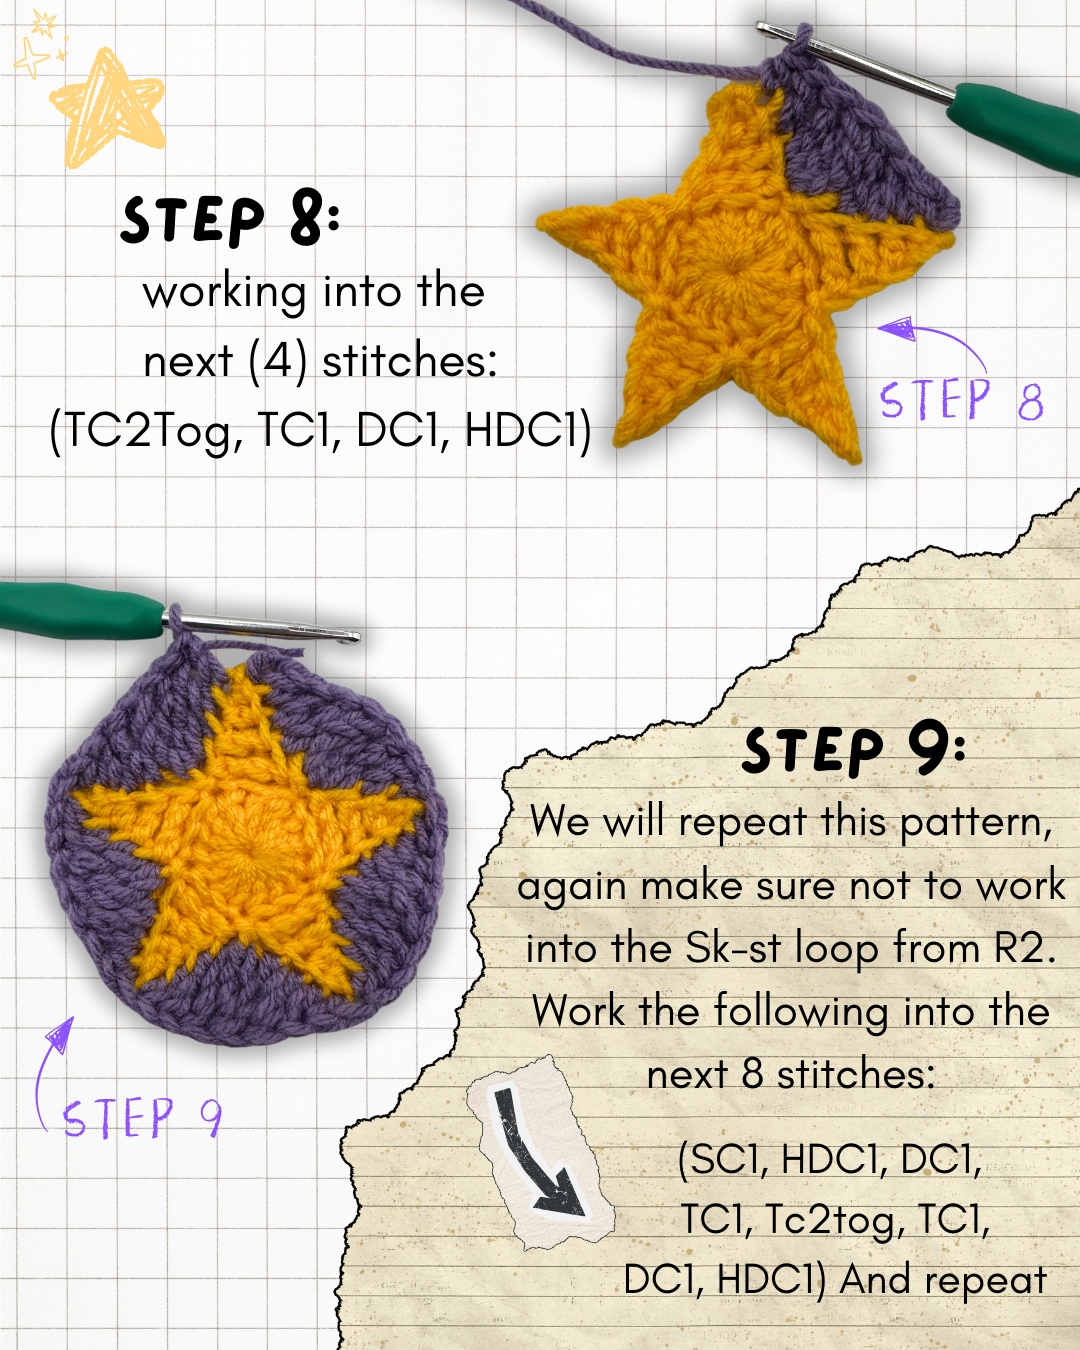 STEP 8:
working into the
next (4) stitches:
(TC2Tog, TC1, DC1, HDC1)
STEP 8
STEP 9:
We will repeat this pattern,
again make sure not to work
into the Sk-st loop from R2.
Work the following into the
next 8 stitches:
(SC1, HDC1, DC1,
TC1, Tc2tog, TC1,
DC1, HDC1) And repeat
STEP 9